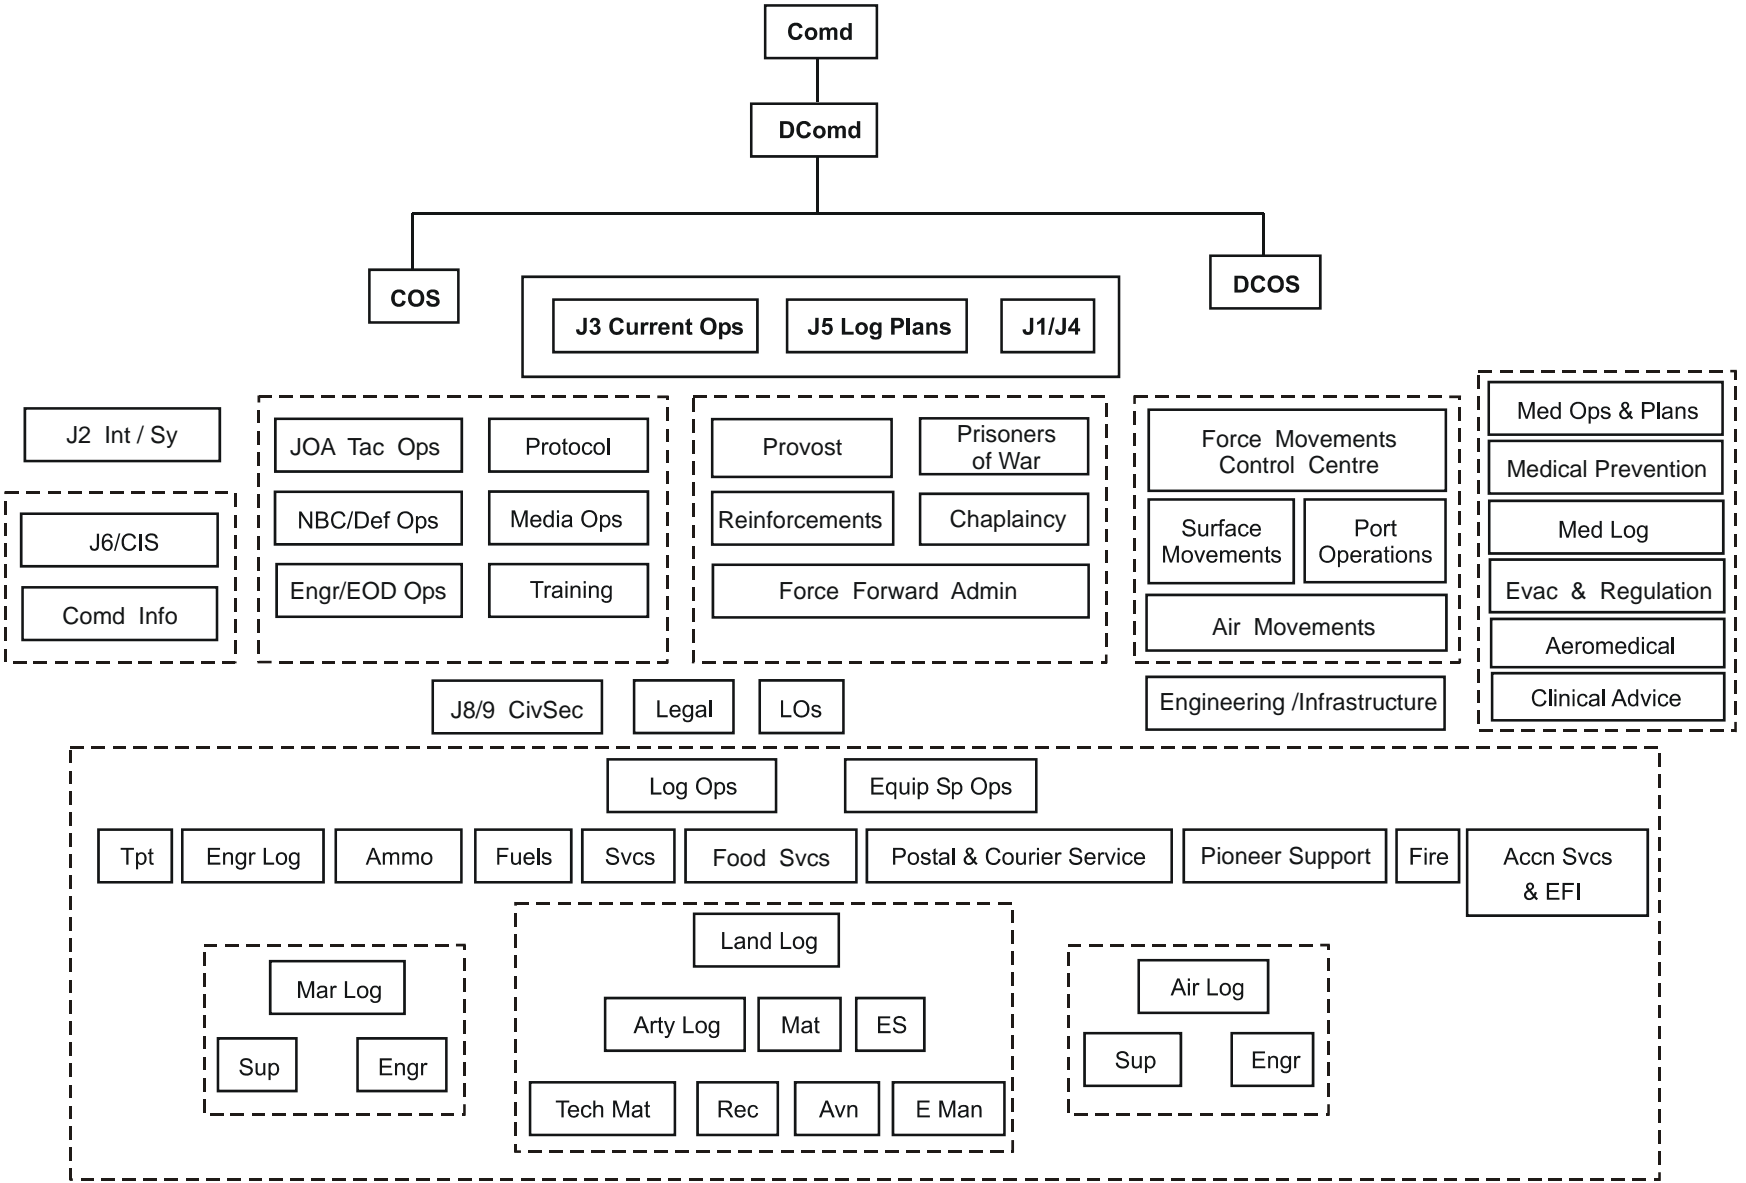 Comd
DComd
COS
DCOS
J3 Current Ops
J5 Log Plans
J1/J4
J2 Int / Sy
J6/CIS
Comd Info
JOA Tac Ops
Protocol
NBC/Def Ops
Media Ops
Engr/EOD Ops
Training
Provost
Prisoners
of War
Reinforcements
Chaplaincy
Force Forward Admin
Force Movements
Control Centre
Surface
Movements
Port
Operations
Air Movements
Engineering /Infrastructure
Med Ops & Plans
Medical Prevention
Med Log
Evac & Regulation
Aeromedical
Clinical Advice
J8/9 CivSec
Legal
LOs
Log Ops
Equip Sp Ops
Tpt
Engr Log
Ammo
Fuels
Svcs
Food Svcs
Postal & Courier Service
Pioneer Support
Fire
Accn Svcs
& EFI
Mar Log
Sup
Engr
Land Log
Arty Log
Mat
ES
Tech Mat
Rec
Avn
E Man
Air Log
Sup
Engr